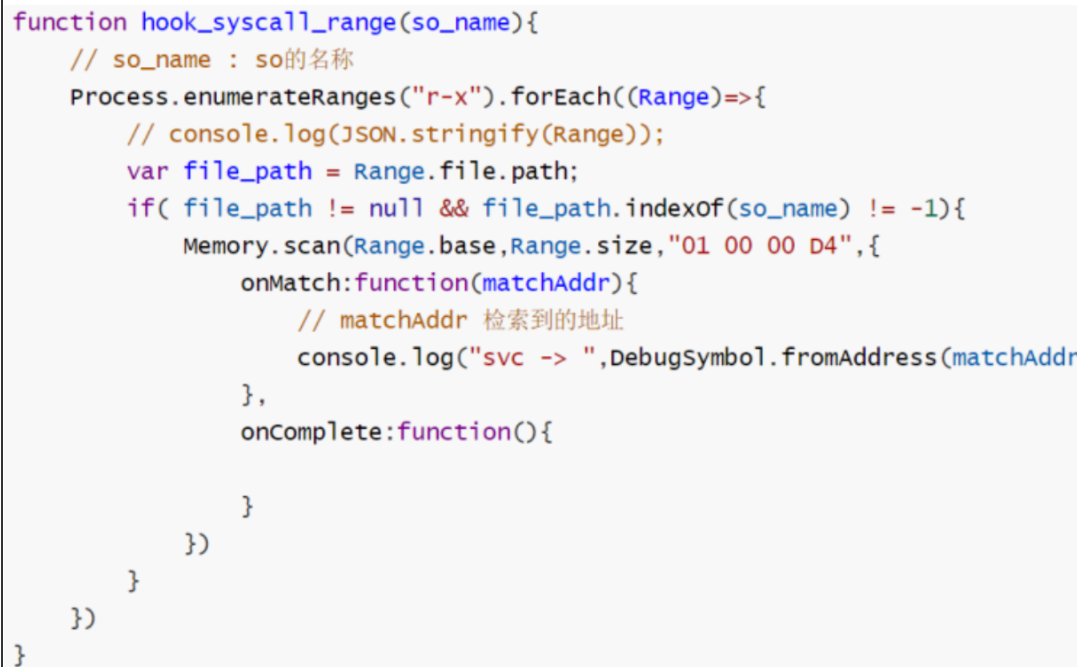 function hook_syscall_range(so_name){
    // so_name : so的名称
    Process.enumerateRanges("r-x").forEach((Range)=>{
        // console.log(JSON.stringify(Range));
        var file_path = Range.file.path;
        if( file_path != null && file_path.indexOf(so_name) != -1){
            Memory.scan(Range.base,Range.size,"01 00 00 D4",{
                onMatch:function(matchAddr){
                    // matchAddr 检索到的地址
                    console.log("svc -> ",DebugSymbol.fromAddress(matchAddr
                },
                onComplete:function(){
                }
            })
        }
    })
}